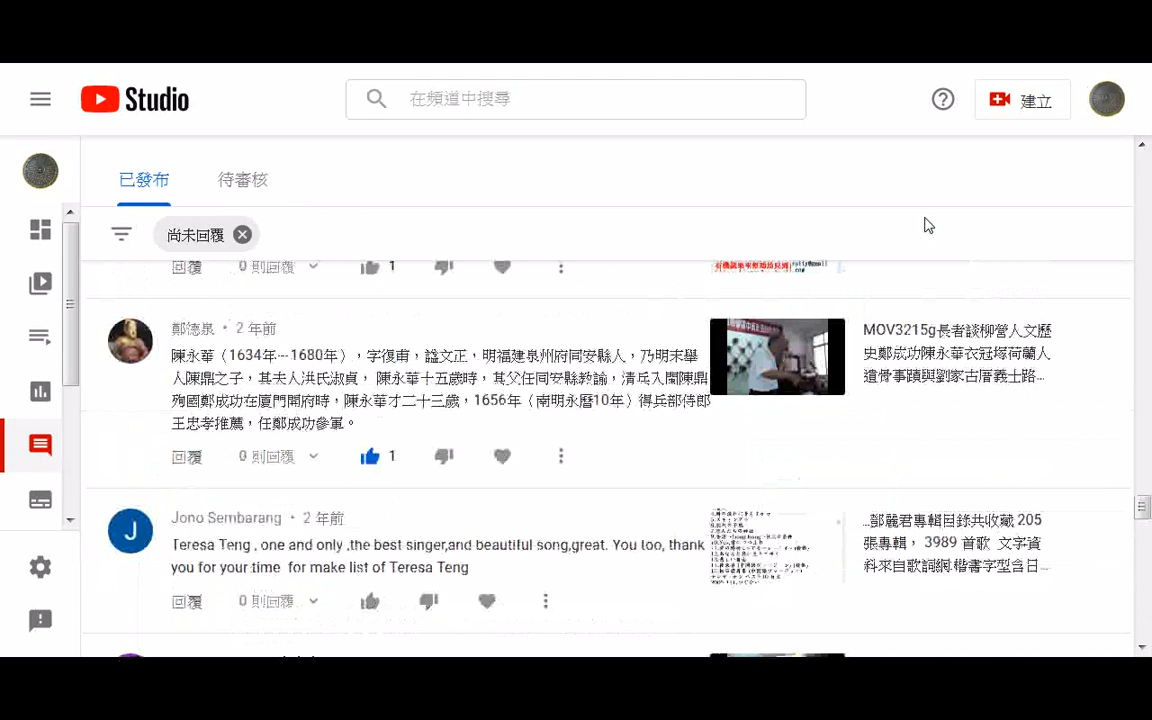 Studio
在頻道中搜尋
建立
已發布
待審核
尚未回覆
回覆 0 則回覆 1
鄭德泉 • 2 年前
陳永華（1634年---1680年），字復甫，諡文正，明福建泉州府同安縣人，乃明末舉
人陳鼎之子，其夫人洪氏淑貞， 陳永華十五歲時，其父任同安縣教諭，清兵入閩陳鼎
殉國鄭成功在廈門開府時，陳永華才二十三歲，1656年（南明永曆10年）得兵部侍郎
王忠孝推薦，任鄭成功參軍。
MOV3215g長者談柳營人文歷
史鄭成功陳永華衣冠塚荷蘭人
遺骨事蹟與劉家古厝義士路...
回覆 0 則回覆 1
J
Jono Sembarang • 2 年前
Teresa Teng , one and only ,the best singer,and beautiful song,great. You too, thank
you for your time for make list of Teresa Teng
...鄧麗君專輯目錄共收藏 205
張專輯， 3989 首歌 文字資
料來自歌詞網 楷書字型含日...
回覆 0 則回覆